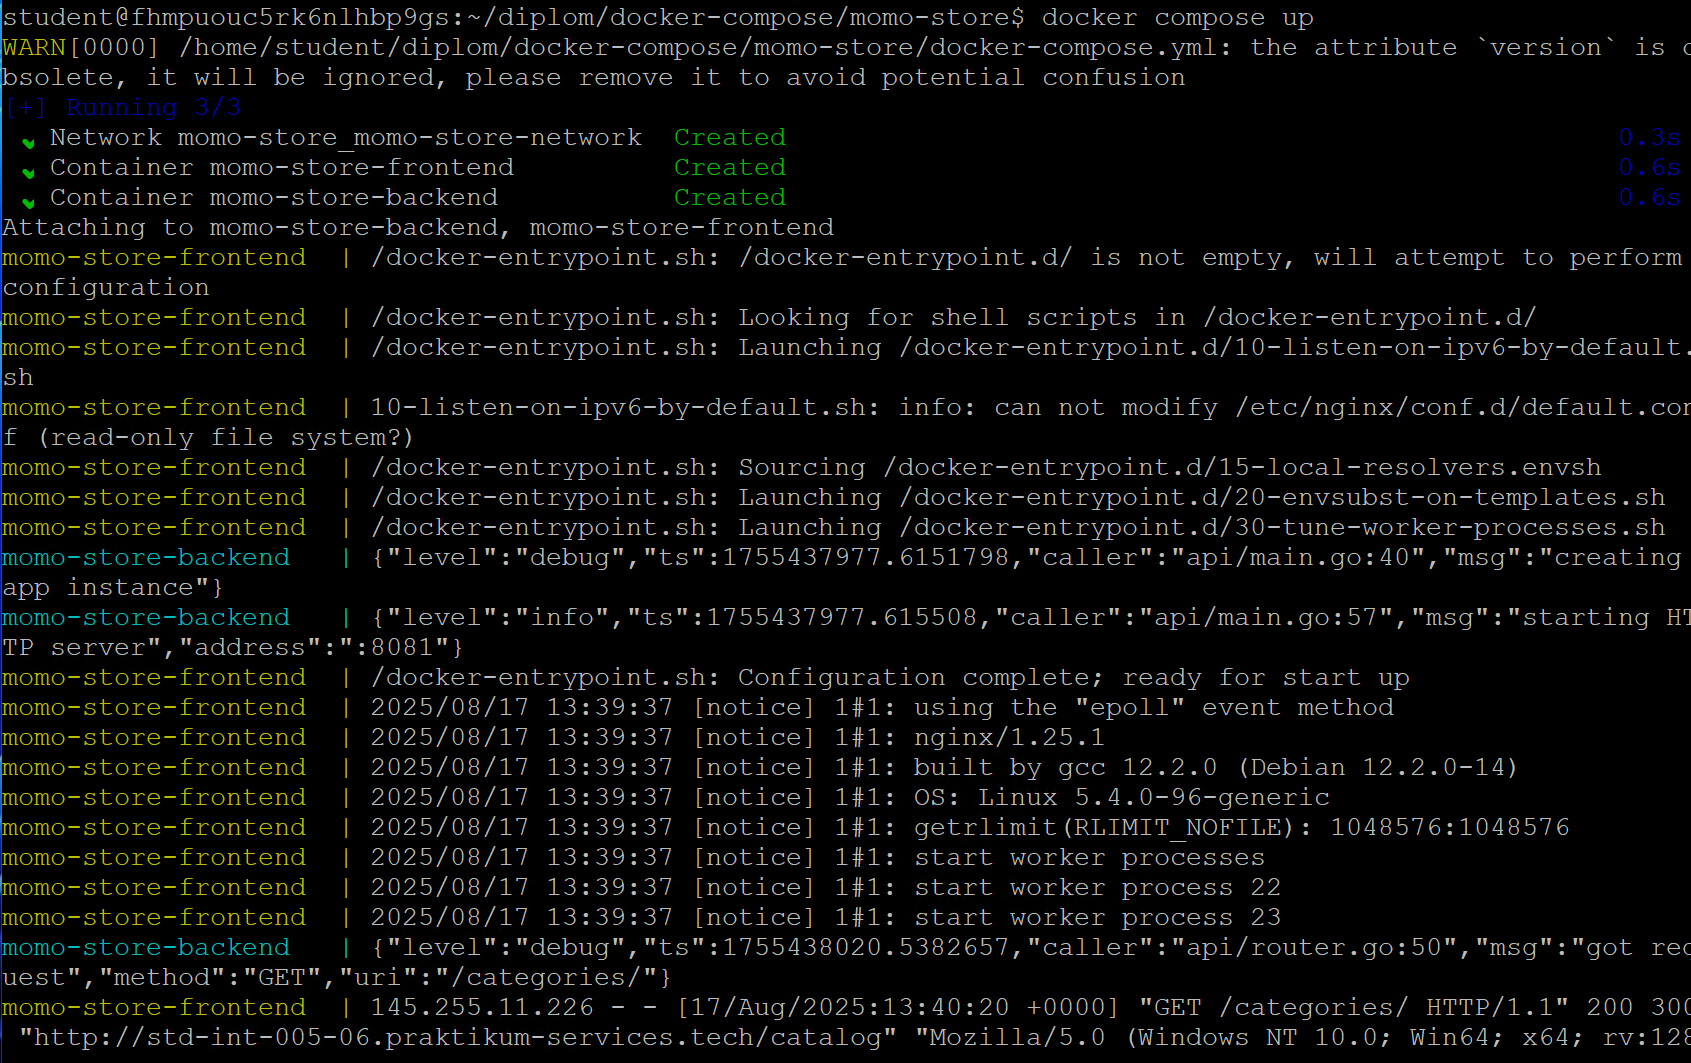 student@fhmpuouc5rk6nlhbp9gs:~/diplom/docker-compose/momo-store$ docker compose up
WARN[0000] /home/student/diplom/docker-compose/momo-store/docker-compose.yml: the attribute `version` is o
bsolete, it will be ignored, please remove it to avoid potential confusion
[+] Running 3/3
Network momo-store_momo-store-network Created 0.3s
Container momo-store-frontend Created 0.6s
Container momo-store-backend Created 0.6s
Attaching to momo-store-backend, momo-store-frontend
momo-store-frontend | /docker-entrypoint.sh: /docker-entrypoint.d/ is not empty, will attempt to perform
configuration
momo-store-frontend | /docker-entrypoint.sh: Looking for shell scripts in /docker-entrypoint.d/
momo-store-frontend | /docker-entrypoint.sh: Launching /docker-entrypoint.d/10-listen-on-ipv6-by-default.
sh
momo-store-frontend | 10-listen-on-ipv6-by-default.sh: info: can not modify /etc/nginx/conf.d/default.con
f (read-only file system?)
momo-store-frontend | /docker-entrypoint.sh: Sourcing /docker-entrypoint.d/15-local-resolvers.envsh
momo-store-frontend | /docker-entrypoint.sh: Launching /docker-entrypoint.d/20-envsubst-on-templates.sh
momo-store-frontend | /docker-entrypoint.sh: Launching /docker-entrypoint.d/30-tune-worker-processes.sh
momo-store-backend | {"level":"debug","ts":1755437977.6151798,"caller":"api/main.go:40","msg":"creating
app instance"}
momo-store-backend | {"level":"info","ts":1755437977.615508,"caller":"api/main.go:57","msg":"starting HT
TP server","address":":8081"}
momo-store-frontend | /docker-entrypoint.sh: Configuration complete; ready for start up
momo-store-frontend | 2025/08/17 13:39:37 [notice] 1#1: using the "epoll" event method
momo-store-frontend | 2025/08/17 13:39:37 [notice] 1#1: nginx/1.25.1
momo-store-frontend | 2025/08/17 13:39:37 [notice] 1#1: built by gcc 12.2.0 (Debian 12.2.0-14)
momo-store-frontend | 2025/08/17 13:39:37 [notice] 1#1: OS: Linux 5.4.0-96-generic
momo-store-frontend | 2025/08/17 13:39:37 [notice] 1#1: getrlimit(RLIMIT_NOFILE): 1048576:1048576
momo-store-frontend | 2025/08/17 13:39:37 [notice] 1#1: start worker processes
momo-store-frontend | 2025/08/17 13:39:37 [notice] 1#1: start worker process 22
momo-store-frontend | 2025/08/17 13:39:37 [notice] 1#1: start worker process 23
momo-store-backend | {"level":"debug","ts":1755438020.5382657,"caller":"api/router.go:50","msg":"got req
uest","method":"GET","uri":"/categories/"}
momo-store-frontend | 145.255.11.226 - - [17/Aug/2025:13:40:20 +0000] "GET /categories/ HTTP/1.1" 200 300
"http://std-int-005-06.praktikum-services.tech/catalog" "Mozilla/5.0 (Windows NT 10.0; Win64; x64; rv:128